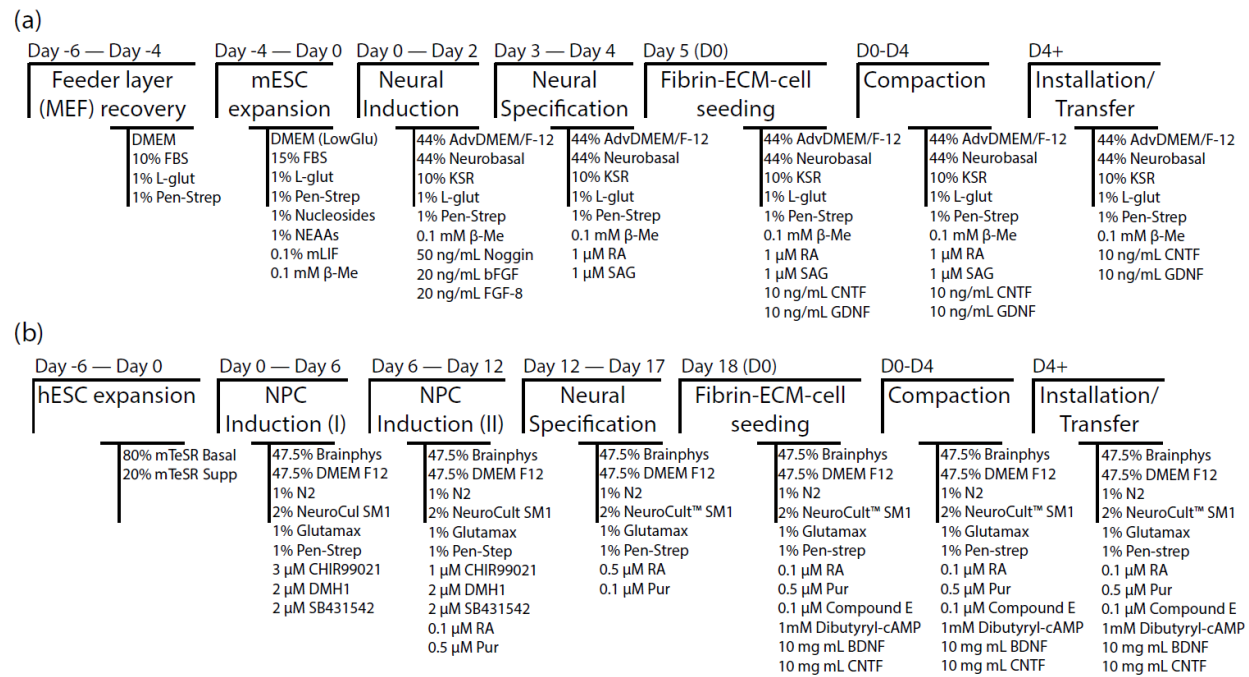 (a)
Day -6 — Day -4
Feeder layer
(MEF) recovery
DMEM
10% FBS
1% L-glut
1% Pen-Strep
Day -4 — Day 0
mESC
expansion
DMEM (LowGlu)
15% FBS
1% L-glut
1% Pen-Strep
1% Nucleosides
1% NEAAs
0.1% mLIF
0.1 mM β-Me
Day 0 — Day 2
Neural
Induction
44% AdvDMEM/F-12
44% Neurobasal
10% KSR
1% L-glut
1% Pen-Strep
0.1 mM β-Me
50 ng/mL Noggin
20 ng/mL bFGF
20 ng/mL FGF-8
Day 3 — Day 4
Neural
Specification
44% AdvDMEM/F-12
44% Neurobasal
10% KSR
1% L-glut
1% Pen-Strep
0.1 mM β-Me
1 µM RA
1 µM SAG
Day 5 (D0)
Fibrin-ECM-cell
seeding
44% AdvDMEM/F-12
44% Neurobasal
10% KSR
1% L-glut
1% Pen-Strep
0.1 mM β-Me
1 µM RA
1 µM SAG
10 ng/mL CNTF
10 ng/mL GDNF
D0-D4
Compaction
44% AdvDMEM/F-12
44% Neurobasal
10% KSR
1% L-glut
1% Pen-Strep
0.1 mM β-Me
1 µM RA
1 µM SAG
10 ng/mL CNTF
10 ng/mL GDNF
D4+
Installation/
Transfer
44% AdvDMEM/F-12
44% Neurobasal
10% KSR
1% L-glut
1% Pen-Strep
0.1 mM β-Me
10 ng/mL CNTF
10 ng/mL GDNF
(b)
Day -6 — Day 0
hESC expansion
80% mTeSR Basal
20% mTeSR Supp
Day 0 — Day 6
NPC
Induction (I)
47.5% Brainphys
47.5% DMEM F12
1% N2
2% NeuroCul SM1
1% Glutamax
1% Pen-Strep
3 µM CHIR99021
2 µM DMH1
2 µM SB431542
Day 6 — Day 12
NPC
Induction (II)
47.5% Brainphys
47.5% DMEM F12
1% N2
2% NeuroCult SM1
1% Glutamax
1% Pen-Step
1 µM CHIR99021
2 µM DMH1
2 µM SB431542
0.1 µM RA
0.5 µM Pur
Day 12 — Day 17
Neural
Specification
47.5% Brainphys
47.5% DMEM F12
1% N2
2% NeuroCult™ SM1
1% Glutamax
1% Pen-Strep
0.5 µM RA
0.1 µM Pur
Day 18 (D0)
Fibrin-ECM-cell
seeding
47.5% Brainphys
47.5% DMEM F12
1% N2
2% NeuroCult™ SM1
1% Glutamax
1% Pen-strep
0.1 µM RA
0.5 µM Pur
0.1 µM Compound E
1mM Dibutyryl-cAMP
10 mg mL BDNF
10 mg mL CNTF
D0-D4
Compaction
47.5% Brainphys
47.5% DMEM F12
1% N2
2% NeuroCult™ SM1
1% Glutamax
1% Pen-strep
0.1 µM RA
0.5 µM Pur
0.1 µM Compound E
1mM Dibutyryl-cAMP
10 mg mL BDNF
10 mg mL CNTF
D4+
Installation/
Transfer
47.5% Brainphys
47.5% DMEM F12
1% N2
2% NeuroCult™ SM1
1% Glutamax
1% Pen-strep
0.1 µM RA
0.5 µM Pur
0.1 µM Compound E
1mM Dibutyryl-cAMP
10 mg mL BDNF
10 mg mL CNTF